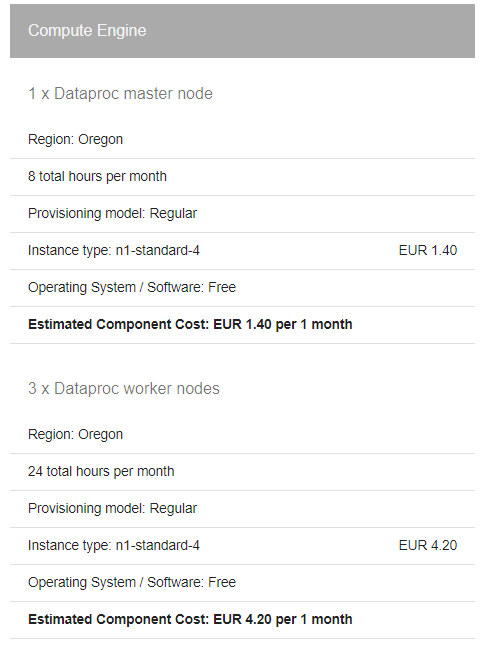 Compute Engine
1 x Dataproc master node
Region: Oregon
8 total hours per month
Provisioning model: Regular
Instance type: n1-standard-4 EUR 1.40
Operating System / Software: Free
Estimated Component Cost: EUR 1.40 per 1 month
3 x Dataproc worker nodes
Region: Oregon
24 total hours per month
Provisioning model: Regular
Instance type: n1-standard-4 EUR 4.20
Operating System / Software: Free
Estimated Component Cost: EUR 4.20 per 1 month